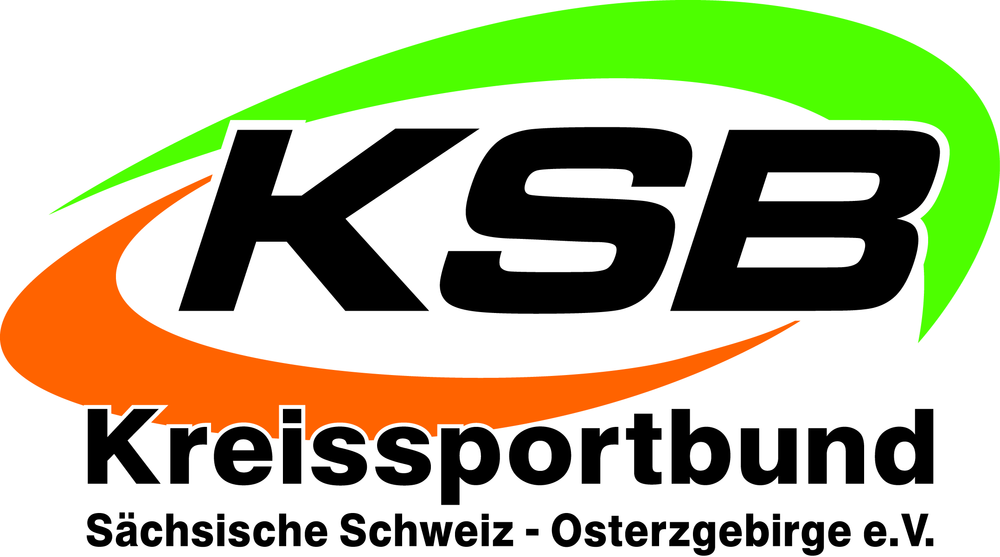 KSB
Kreissportbund
Sächsische Schweiz - Osterzgebirge e.V.